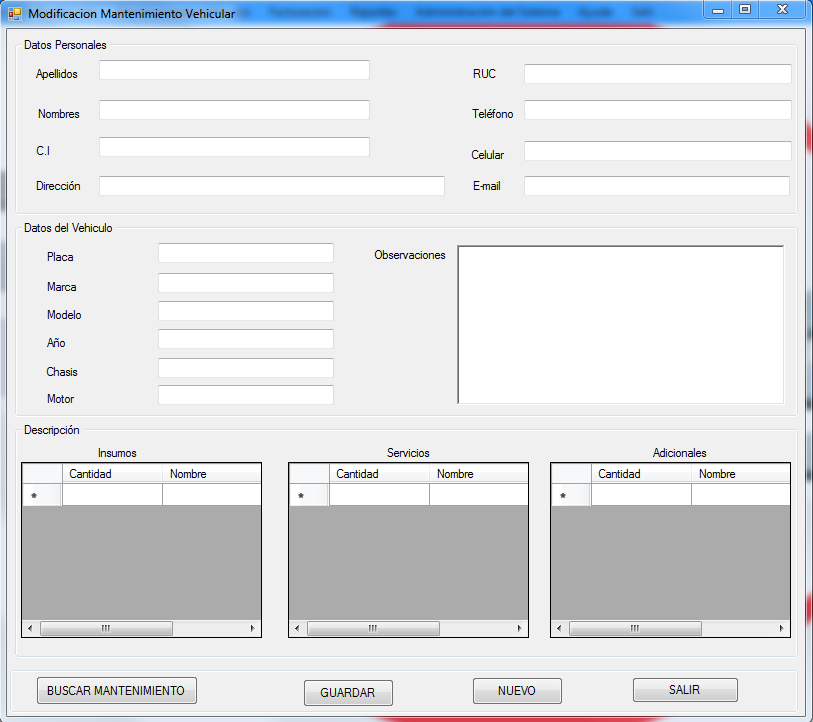 Modificacion Mantenimiento Vehicular
Datos Personales
Apellidos
RUC
Nombres
Teléfono
C.I
Celular
Dirección
E-mail
Datos del Vehiculo
Placa
Observaciones
Marca
Modelo
Año
Chasis
Motor
Descripción
Insumos Servicios Adicionales
Cantidad Nombre Cantidad Nombre Cantidad Nombre
* * *
BUSCAR MANTENIMIENTO GUARDAR NUEVO SALIR